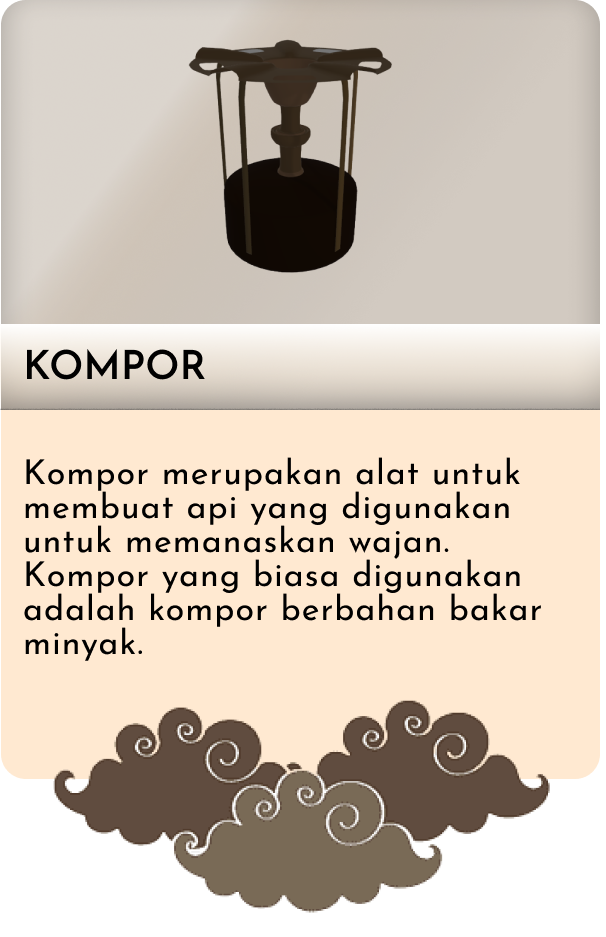 KOMPOR
Kompor merupakan alat untuk
membuat api yang digunakan
untuk memanaskan wajan.
Kompor yang biasa digunakan
adalah kompor berbahan bakar
minyak.